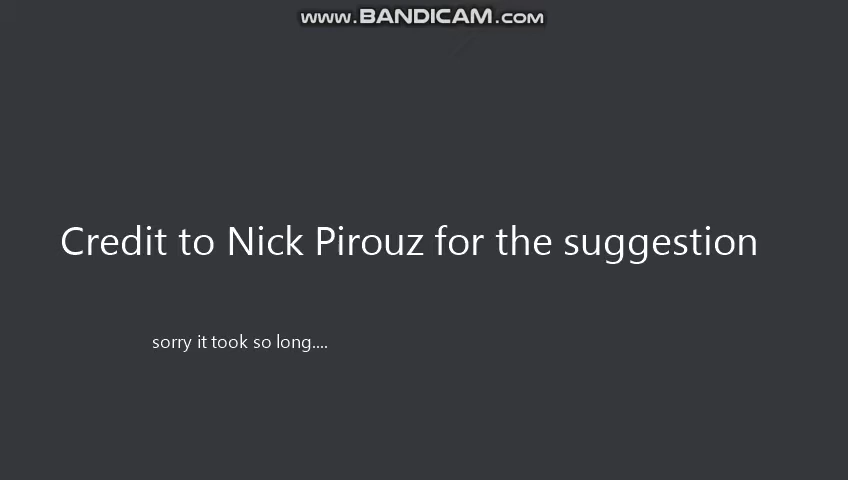 www.BANDICAM.com
Credit to Nick Pirouz for the suggestion
sorry it took so long....